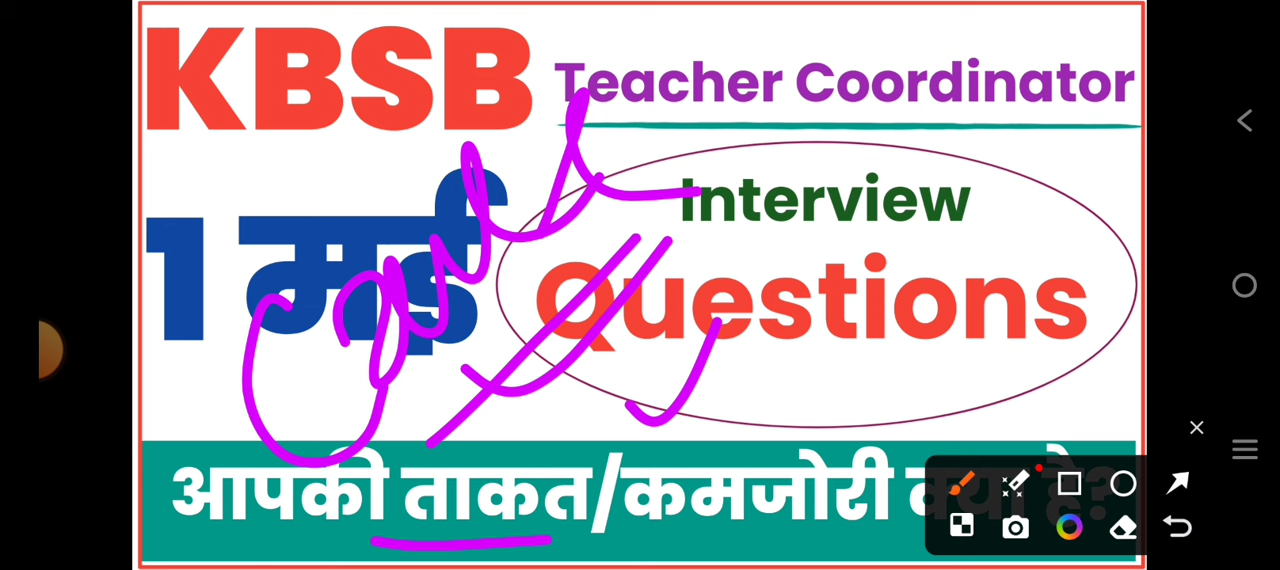 KBSB
Teacher Coordinator
1 मई
Interview
Questions
आपकी ताकत/कमजोरी क्या है?